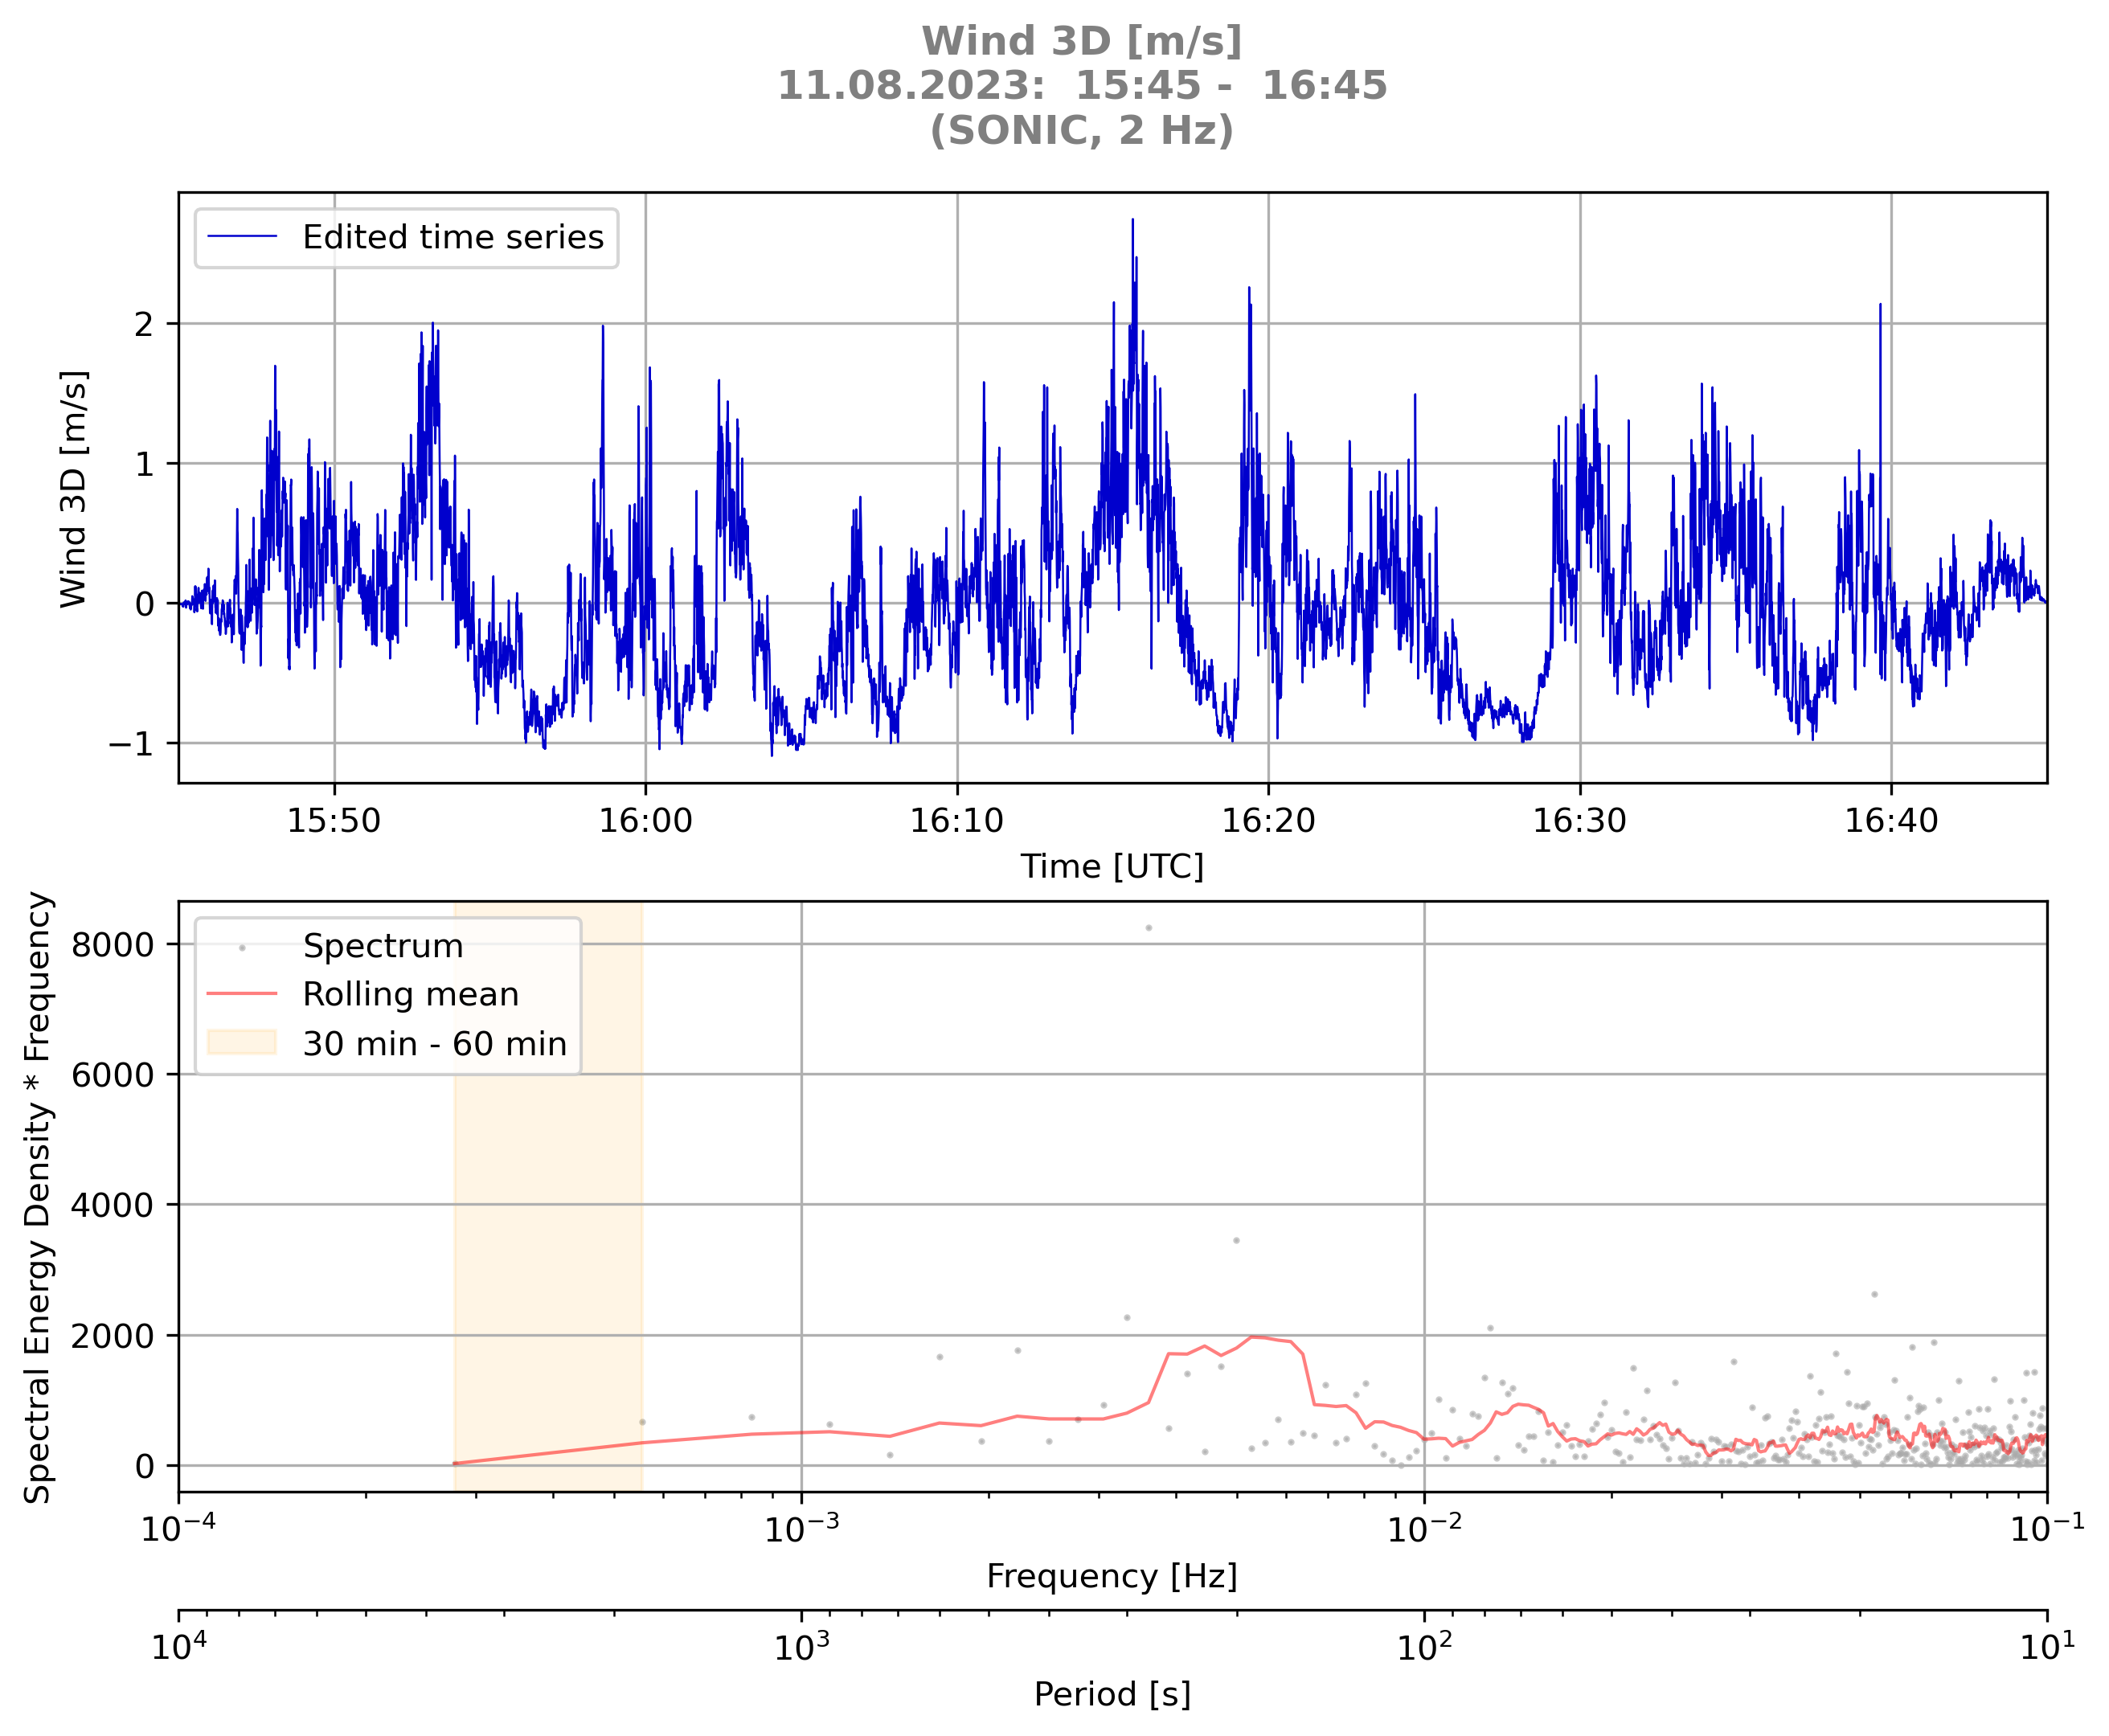 Wind 3D [m/s]
11.08.2023:  15:45 -  16:45
(SONIC, 2 Hz)
Edited time series
Wind 3D [m/s]
2
1
0
−1
15:50 16:00 16:10 16:20 16:30 16:40
Time [UTC]
Spectrum
Rolling mean
30 min - 60 min
Spectral Energy Density * Frequency
8000
6000
4000
2000
0
10⁻⁴ 10⁻³ 10⁻² 10⁻¹
Frequency [Hz]
10⁴ 10³ 10² 10¹
Period [s]